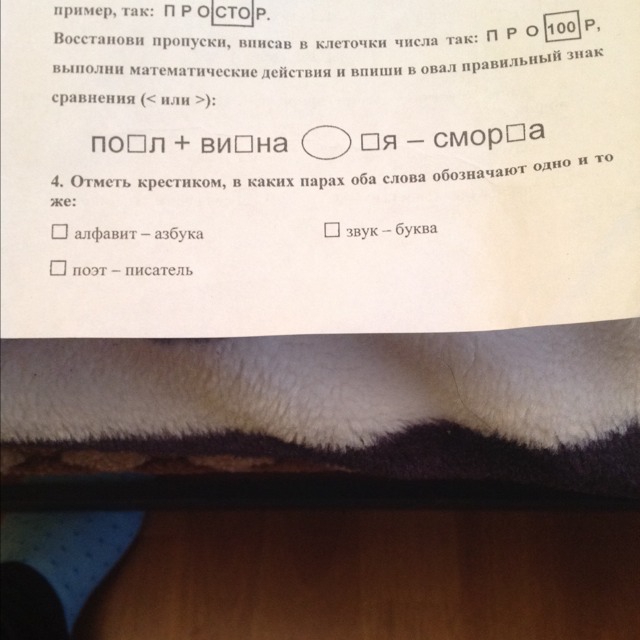 пример, так: П Р О СТО Р.
Восстанови пропуски, вписав в клеточки числа так: П Р О 100 Р,
выполни математические действия и впиши в овал правильный знак
сравнения (< или >):
по□л + ви□на ◯ □я – смор□а
4. Отметь крестиком, в каких парах оба слова обозначают одно и то
же:
□ алфавит – азбука □ звук – буква
□ поэт – писатель